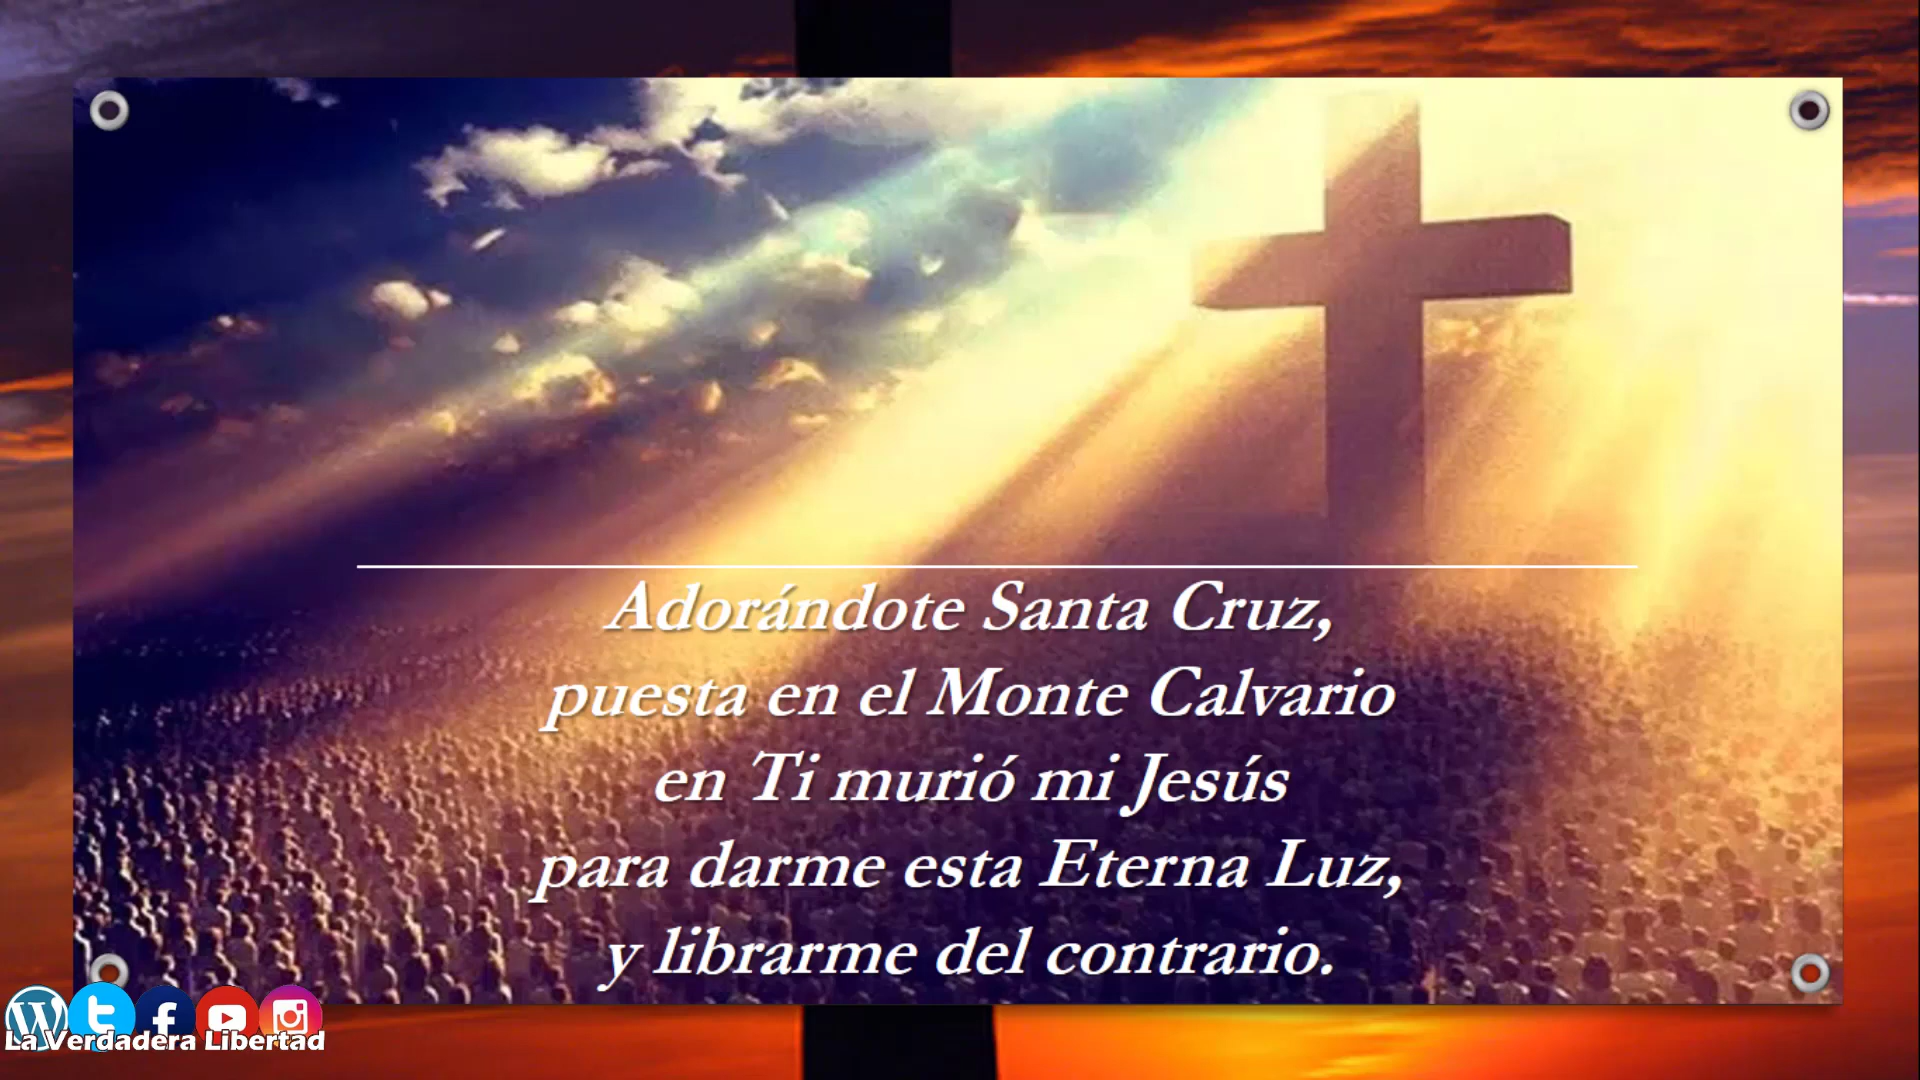 Adorándote Santa Cruz,
puesta en el Monte Calvario
en Ti murió mi Jesús
para darme esta Eterna Luz,
y librarme del contrario.
La Verdadera Libertad